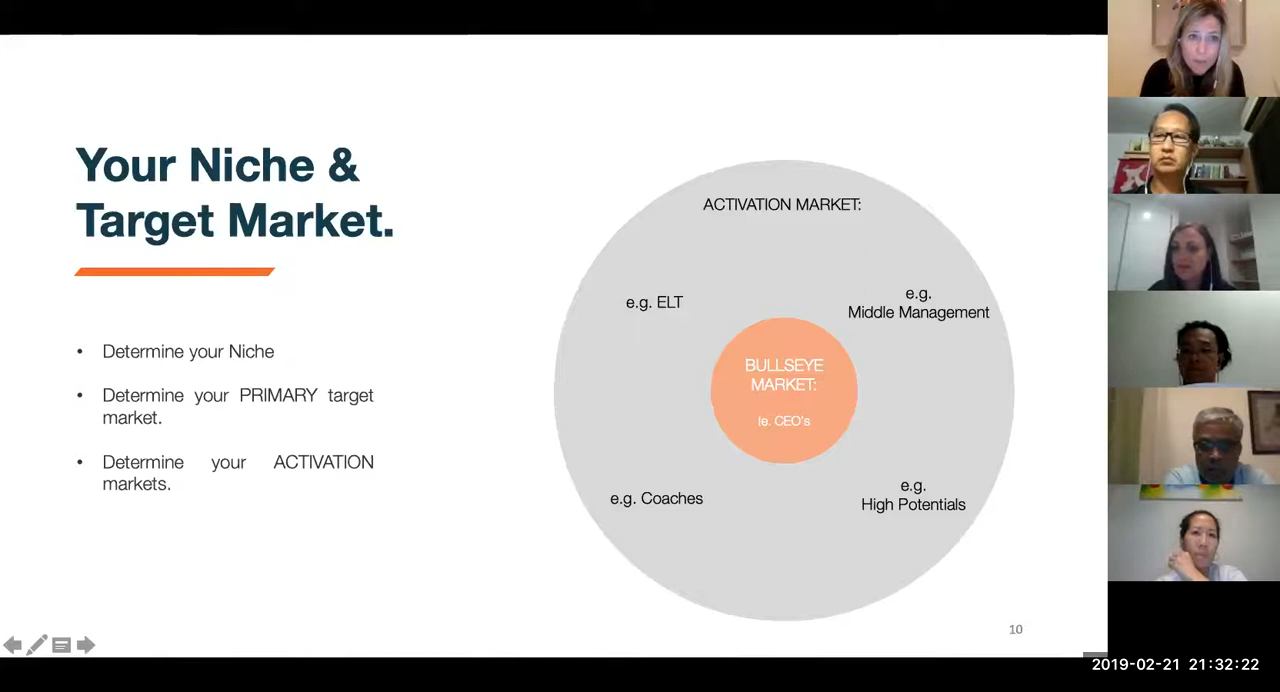 Your Niche &
Target Market.
• Determine your Niche
• Determine your PRIMARY target
market.
• Determine your ACTIVATION
markets.
ACTIVATION MARKET:
e.g. ELT
e.g.
Middle Management
BULLSEYE
MARKET:
ie. CEO's
e.g. Coaches
e.g.
High Potentials
10
2019-02-21 21:32:22